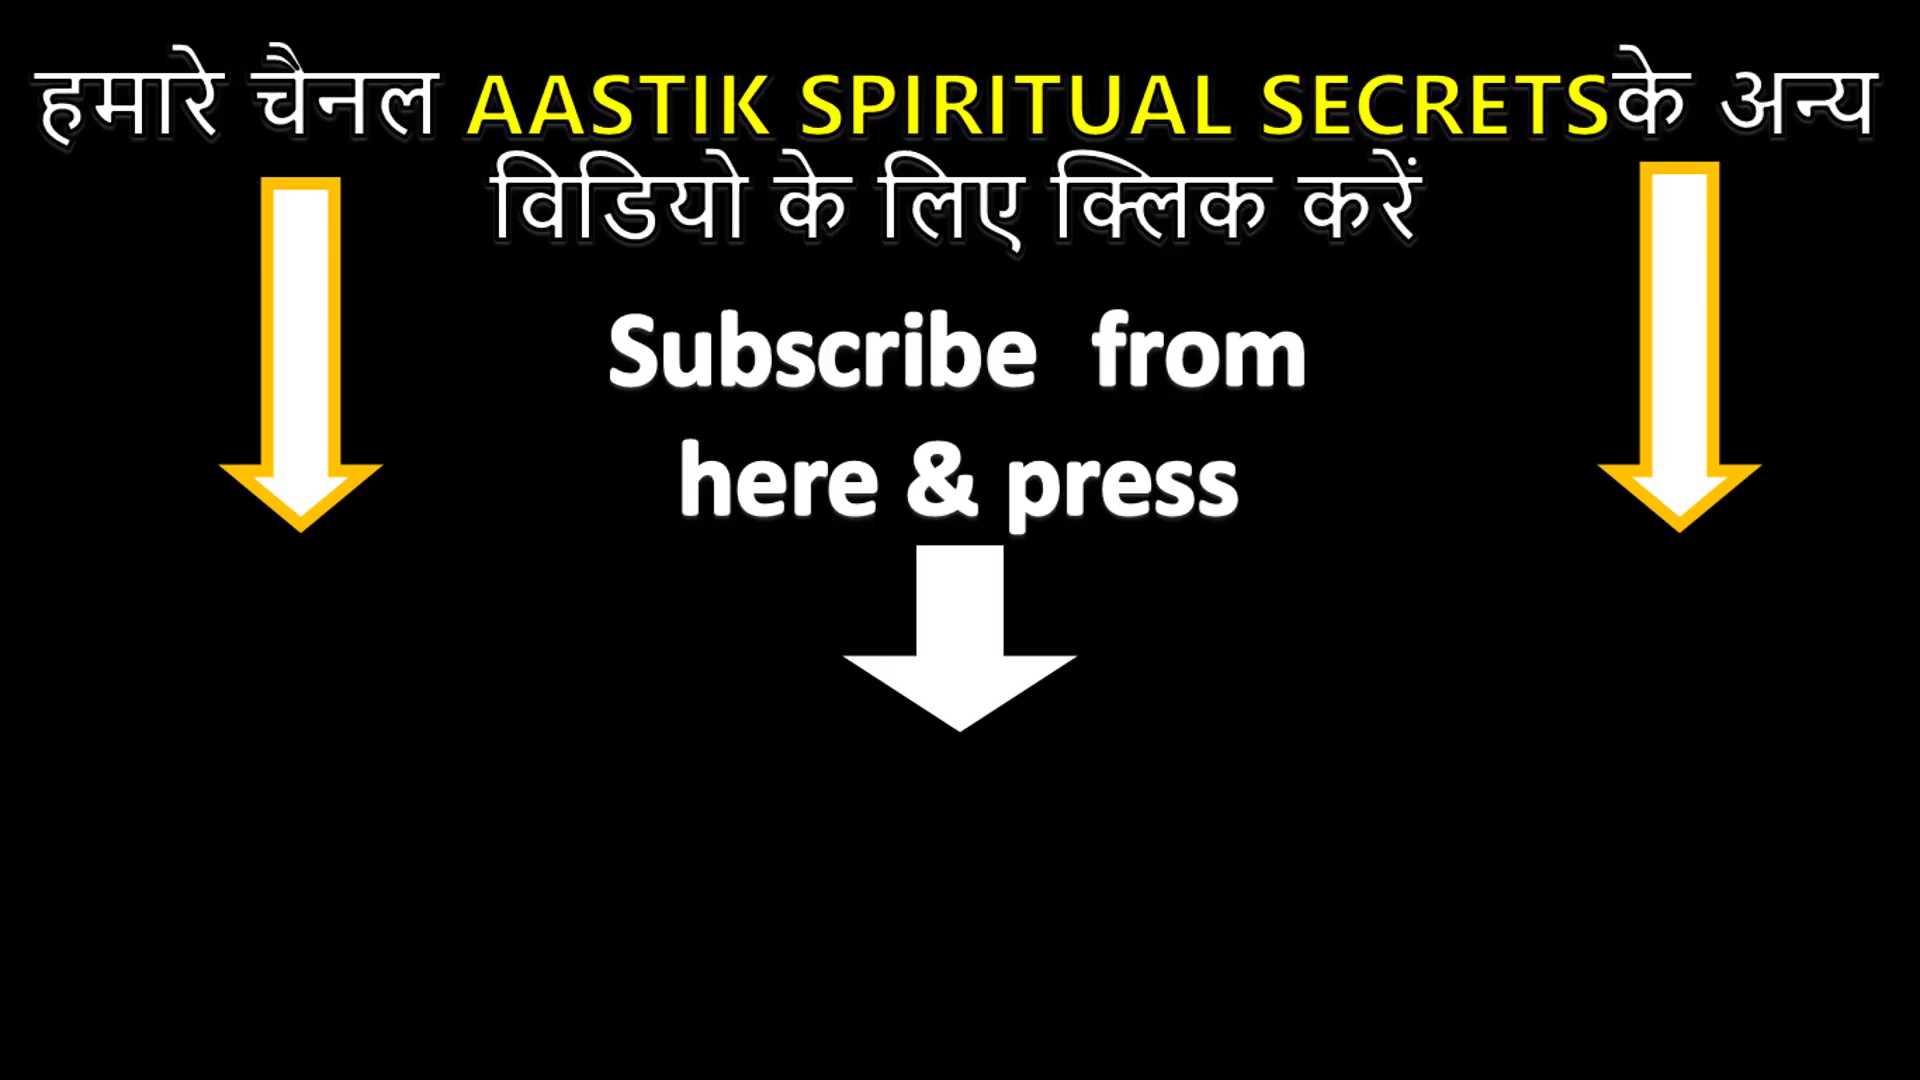 हमारे चैनल AASTIK SPIRITUAL SECRETSके अन्य
विडियो के लिए क्लिक करें
Subscribe from
here & press